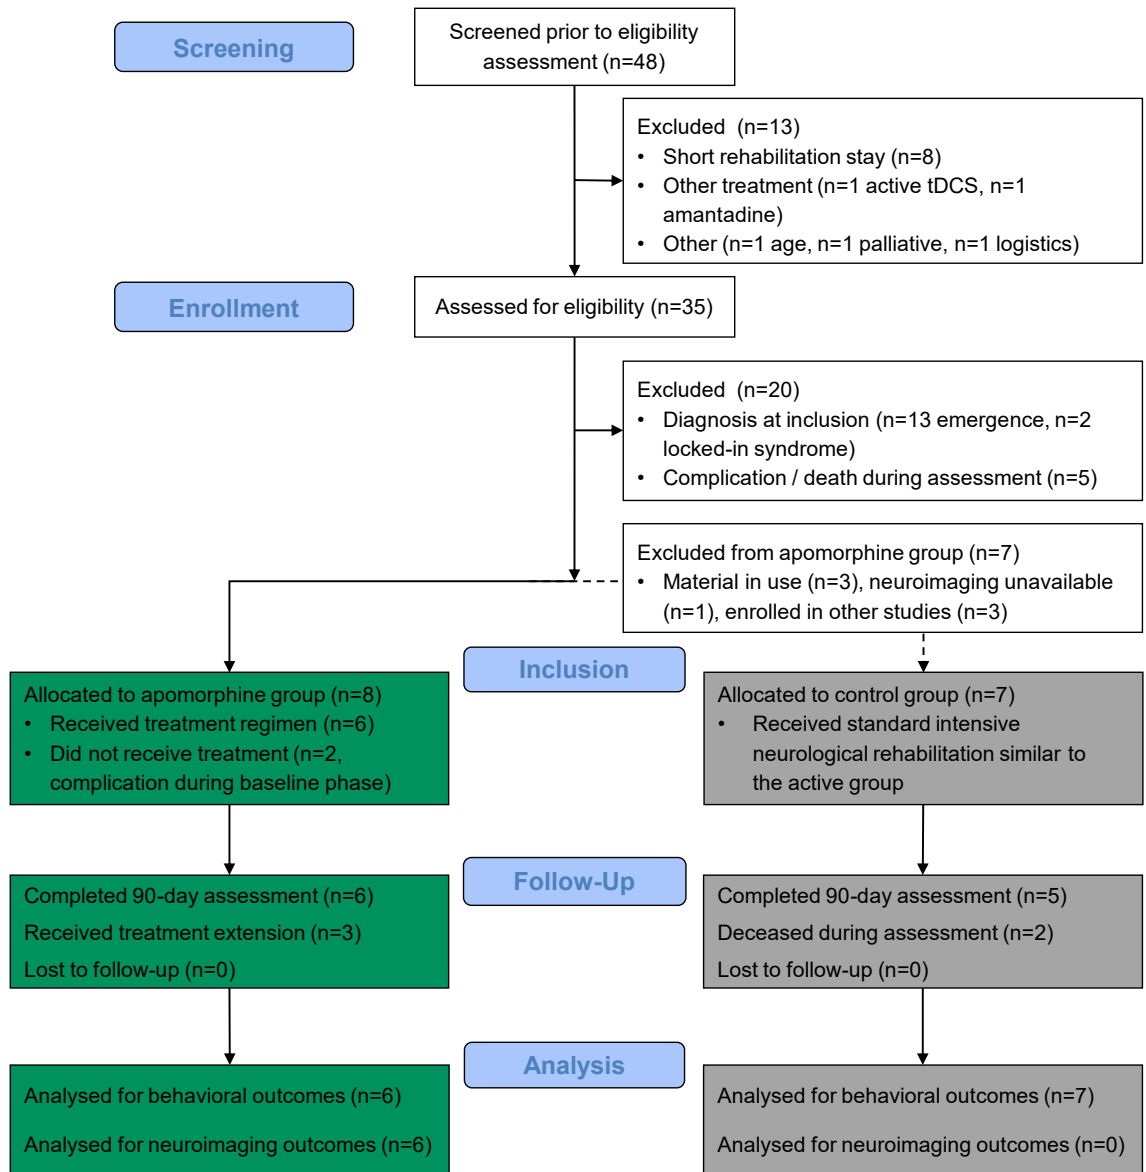 Screening
Screened prior to eligibility
assessment (n=48)
Excluded  (n=13)
• Short rehabilitation stay (n=8)
• Other treatment (n=1 active tDCS, n=1
amantadine)
• Other (n=1 age, n=1 palliative, n=1 logistics)
Enrollment
Assessed for eligibility (n=35)
Excluded  (n=20)
• Diagnosis at inclusion (n=13 emergence, n=2
locked-in syndrome)
• Complication / death during assessment (n=5)
Excluded from apomorphine group (n=7)
• Material in use (n=3), neuroimaging unavailable
(n=1), enrolled in other studies (n=3)
Inclusion
Allocated to apomorphine group (n=8)
• Received treatment regimen (n=6)
• Did not receive treatment (n=2,
complication during baseline phase)
Allocated to control group (n=7)
• Received standard intensive
neurological rehabilitation similar to
the active group
Follow-Up
Completed 90-day assessment (n=6)
Received treatment extension (n=3)
Lost to follow-up (n=0)
Completed 90-day assessment (n=5)
Deceased during assessment (n=2)
Lost to follow-up (n=0)
Analysis
Analysed for behavioral outcomes (n=6)
Analysed for neuroimaging outcomes (n=6)
Analysed for behavioral outcomes (n=7)
Analysed for neuroimaging outcomes (n=0)